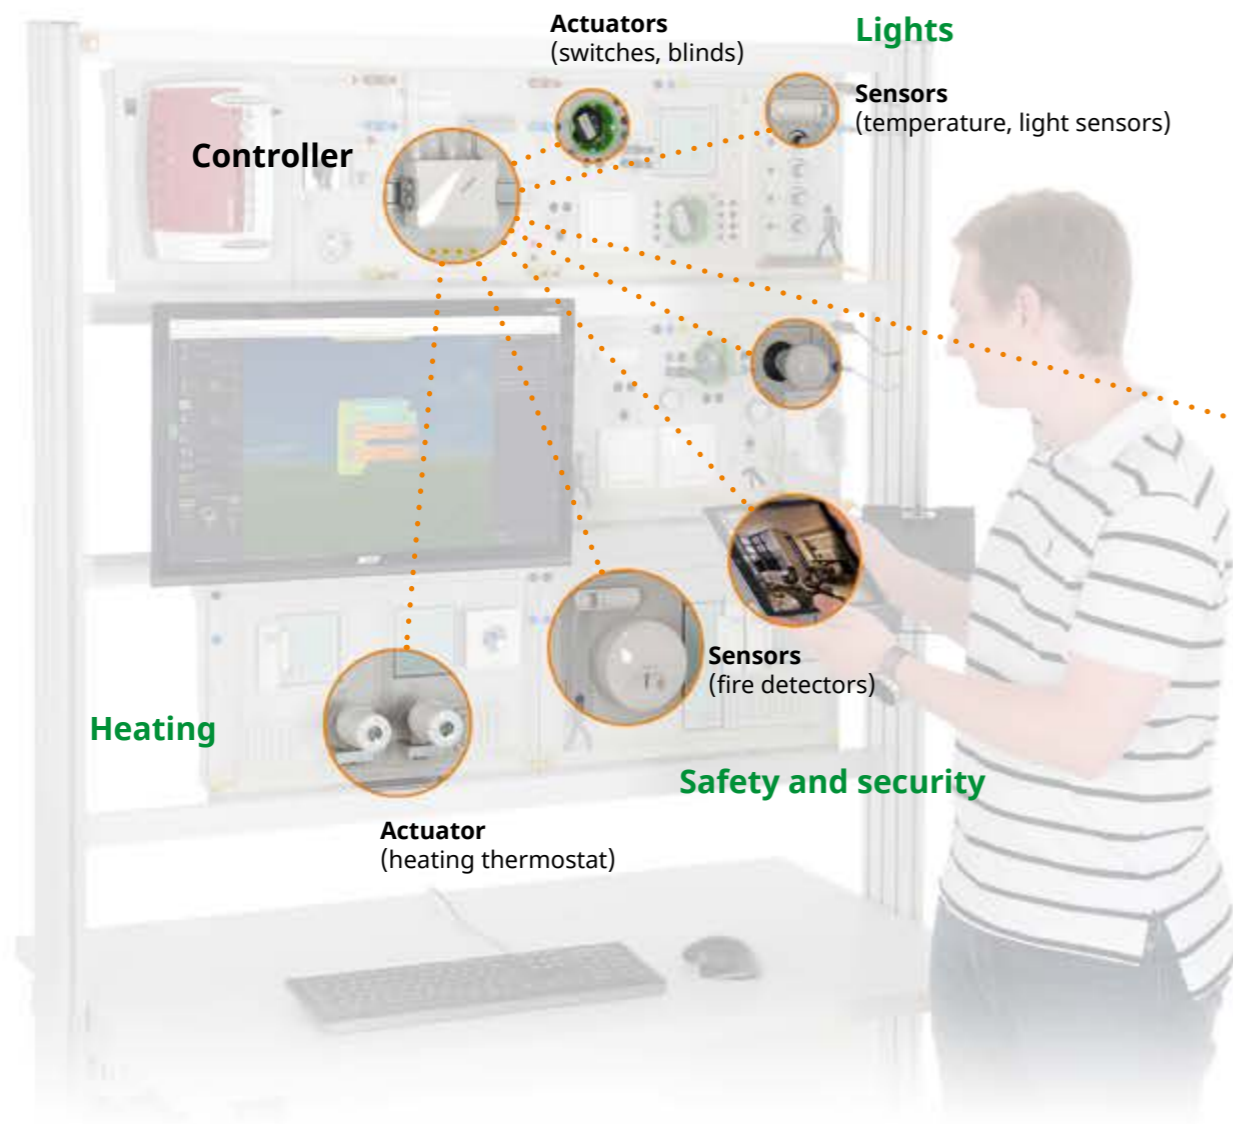 Actuators
(switches, blinds)
Lights
Sensors
(temperature, light sensors)
Controller
Sensors
(fire detectors)
Heating
Safety and security
Actuator
(heating thermostat)